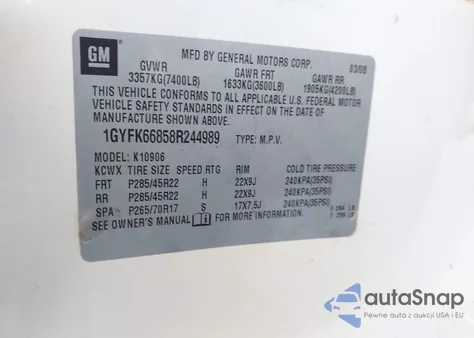 GM
MFD BY GENERAL MOTORS CORP. 03/08
GVWR GAWR FRT GAWR RR
3357KG(7400LB) 1633KG(3600LB) 1905KG(4200LB)
THIS VEHICLE CONFORMS TO ALL APPLICABLE U.S. FEDERAL MOTOR
VEHICLE SAFETY STANDARDS IN EFFECT ON THE DATE OF
MANUFACTURE SHOWN ABOVE.
1GYFK66858R244989 TYPE: M.P.V.
MODEL: K10906
KCWX TIRE SIZE SPEED RIM COLD TIRE PRESSURE
FRT P285/45R22 H 22X9J 240KPA(35PSI)
RR P285/45R22 H 22X9J 240KPA(35PSI)
SPA P265/70R17 S 17X7.5J 240KPA(35PSI)
SEE OWNER'S MANUAL FOR MORE INFORMATION
autoSnap
Pewne auta z aukcji USA i EU